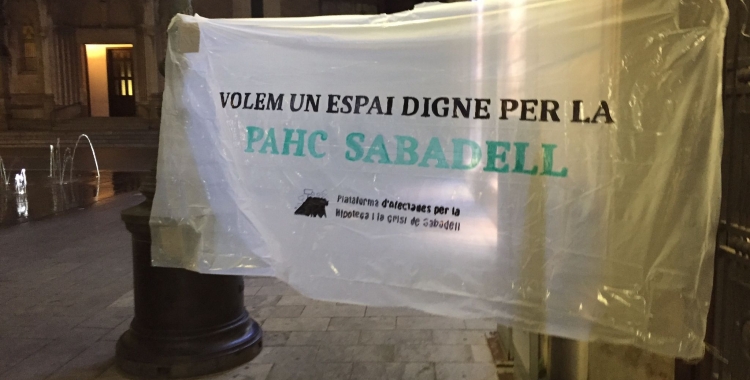 VOLEM UN ESPAI DIGNE PER LA
PAHC SABADELL
Plataforma d'Afectades per la
Hipoteca i la Crisi de Sabadell